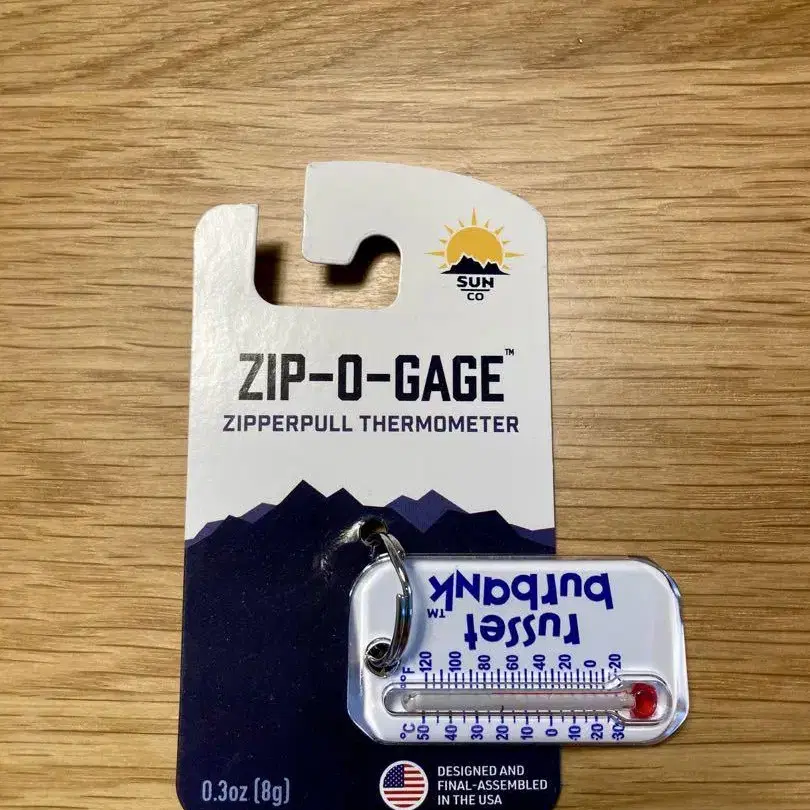 SUN
CO
ZIP-O-GAGE™
ZIPPERPULL THERMOMETER
russet
burbank™
°F 120 100 80 60 40 20 0 -20
°C 50 40 30 20 10 0 -10 -20 -30
0.3oz (8g)
DESIGNED AND
FINAL-ASSEMBLED
IN THE USA